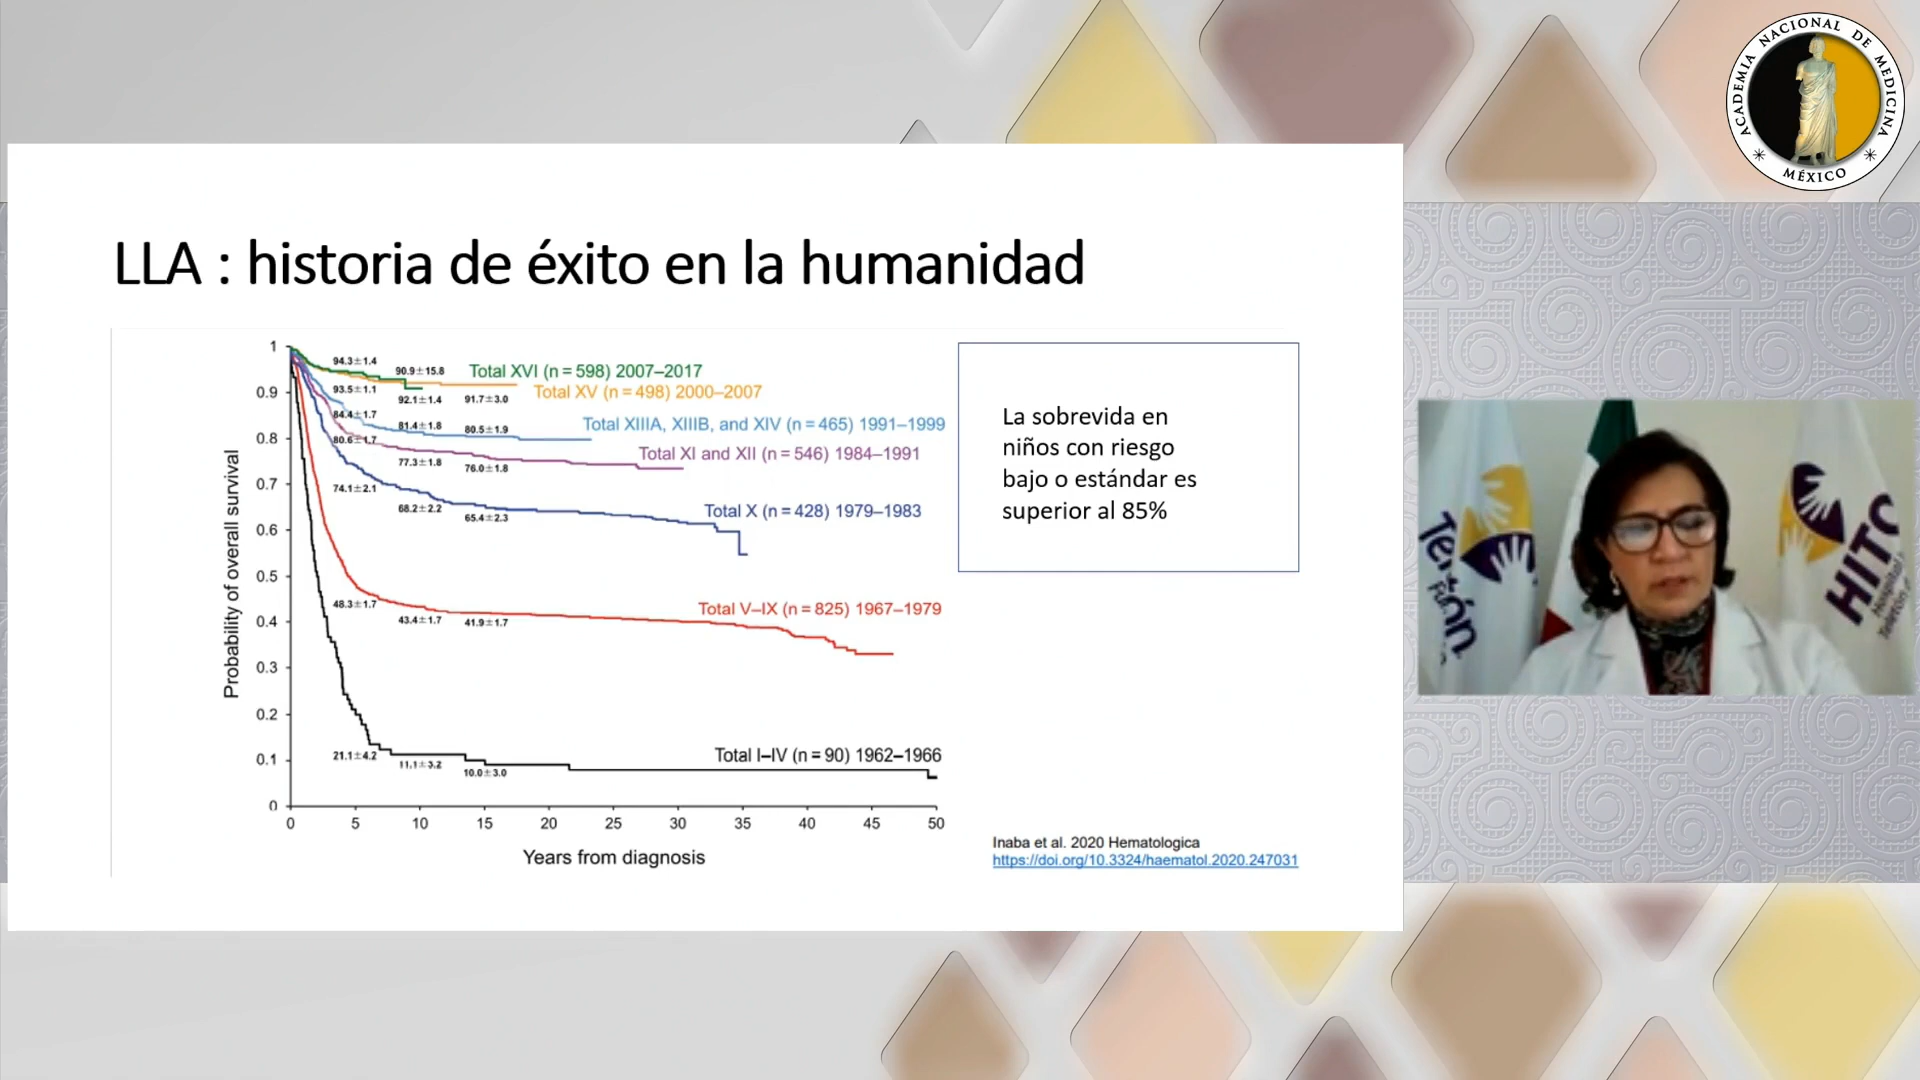 ACADEMIA NACIONAL DE MEDICINA
MÉXICO
LLA : historia de éxito en la humanidad
Probability of overall survival
1
0.9
0.8
0.7
0.6
0.5
0.4
0.3
0.2
0.1
0
94.3±1.4
90.9±15.8
Total XVI (n=598) 2007–2017
93.5±1.1
92.1±1.4
91.7±3.0
Total XV (n=498) 2000–2007
84.4±1.7
81.4±1.8
80.5±1.9
Total XIIIA, XIIIB, and XIV (n=465) 1991–1999
80.6±1.7
77.3±1.8
76.0±1.8
Total XI and XII (n=546) 1984–1991
74.1±2.1
68.2±2.2
65.4±2.3
Total X (n=428) 1979–1983
48.3±1.7
43.4±1.7
41.9±1.7
Total V–IX (n=825) 1967–1979
21.1±4.2
11.1±3.2
10.0±3.0
Total I–IV (n=90) 1962–1966
0 5 10 15 20 25 30 35 40 45 50
Years from diagnosis
La sobrevida en
niños con riesgo
bajo o estándar es
superior al 85%
Inaba et al. 2020 Hematologica
https://doi.org/10.3324/haematol.2020.247031
HITO
Hospital